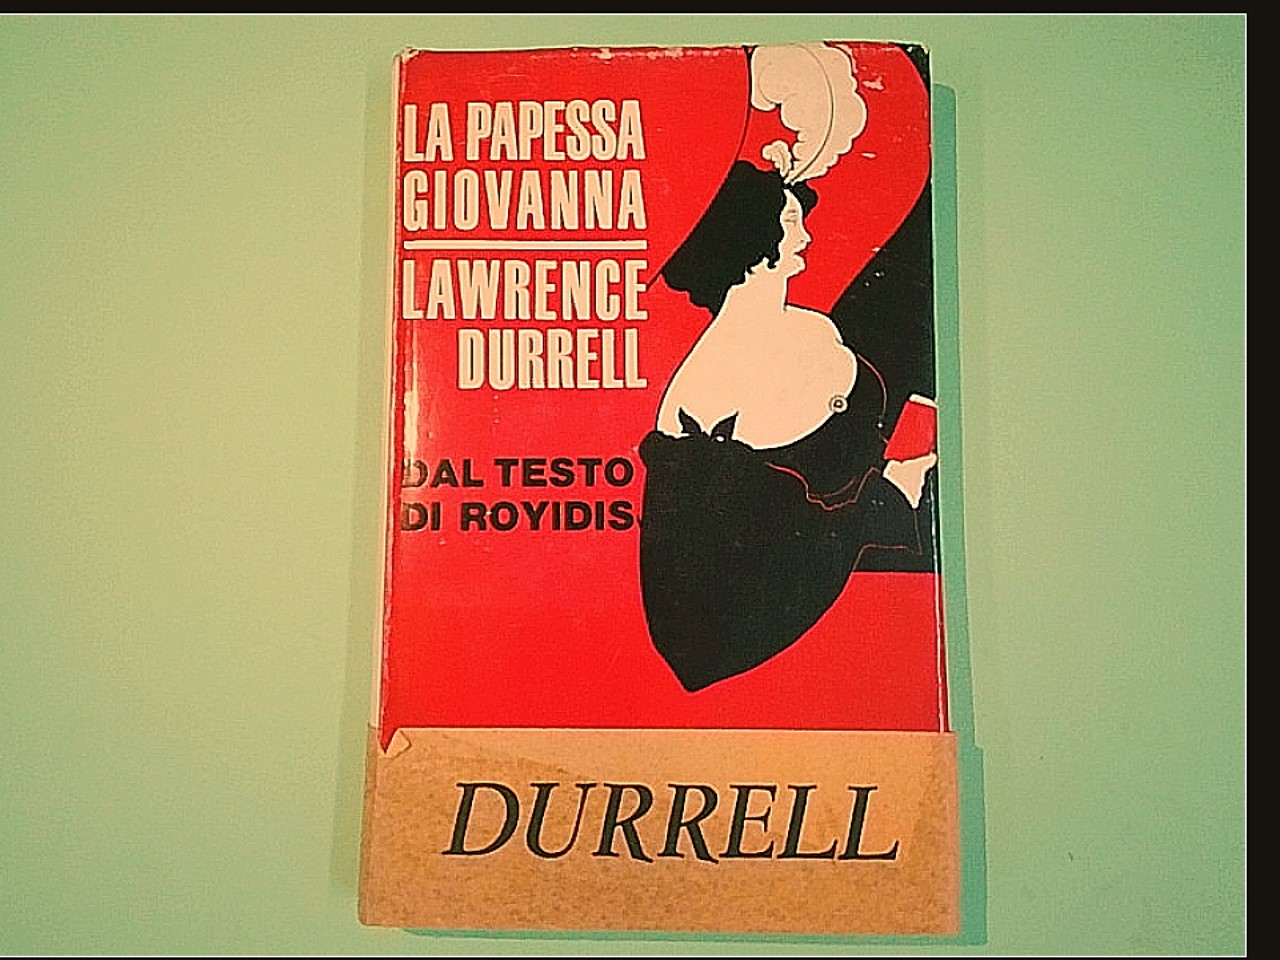 LA PAPESSA
GIOVANNA
LAWRENCE
DURRELL
DAL TESTO
DI ROYIDIS
DURRELL